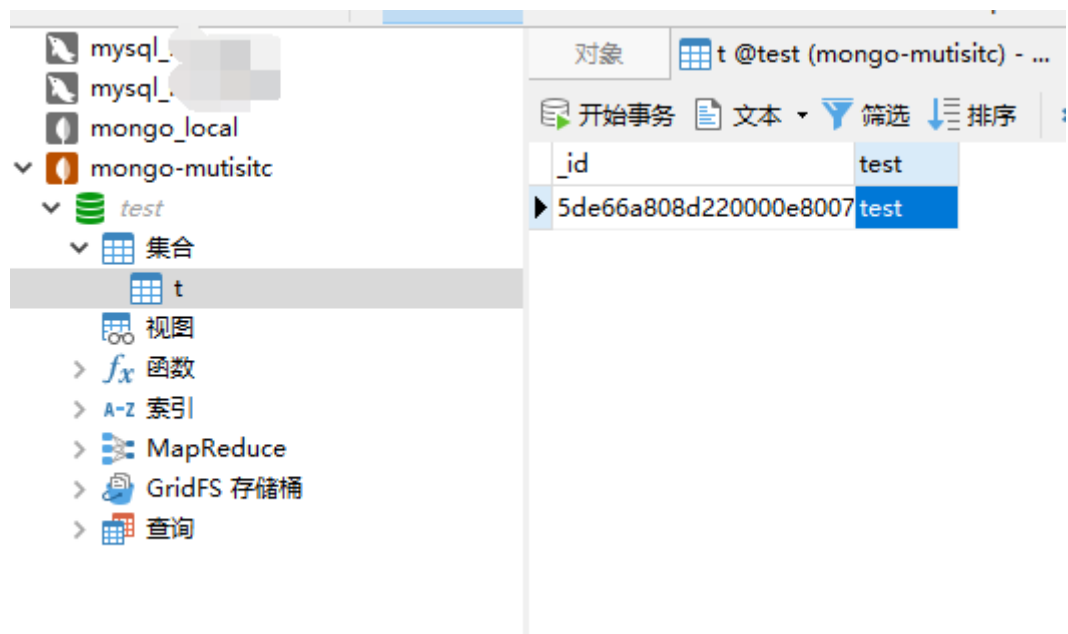 mysql_
mysql_
mongo_local
mongo-mutisitc
test
集合
t
视图
fx 函数
A-Z 索引
MapReduce
GridFS 存储桶
查询
对象
t @test (mongo-mutisitc) - ...
开始事务 文本 筛选 排序
_id test
5de66a808d220000e8007 test